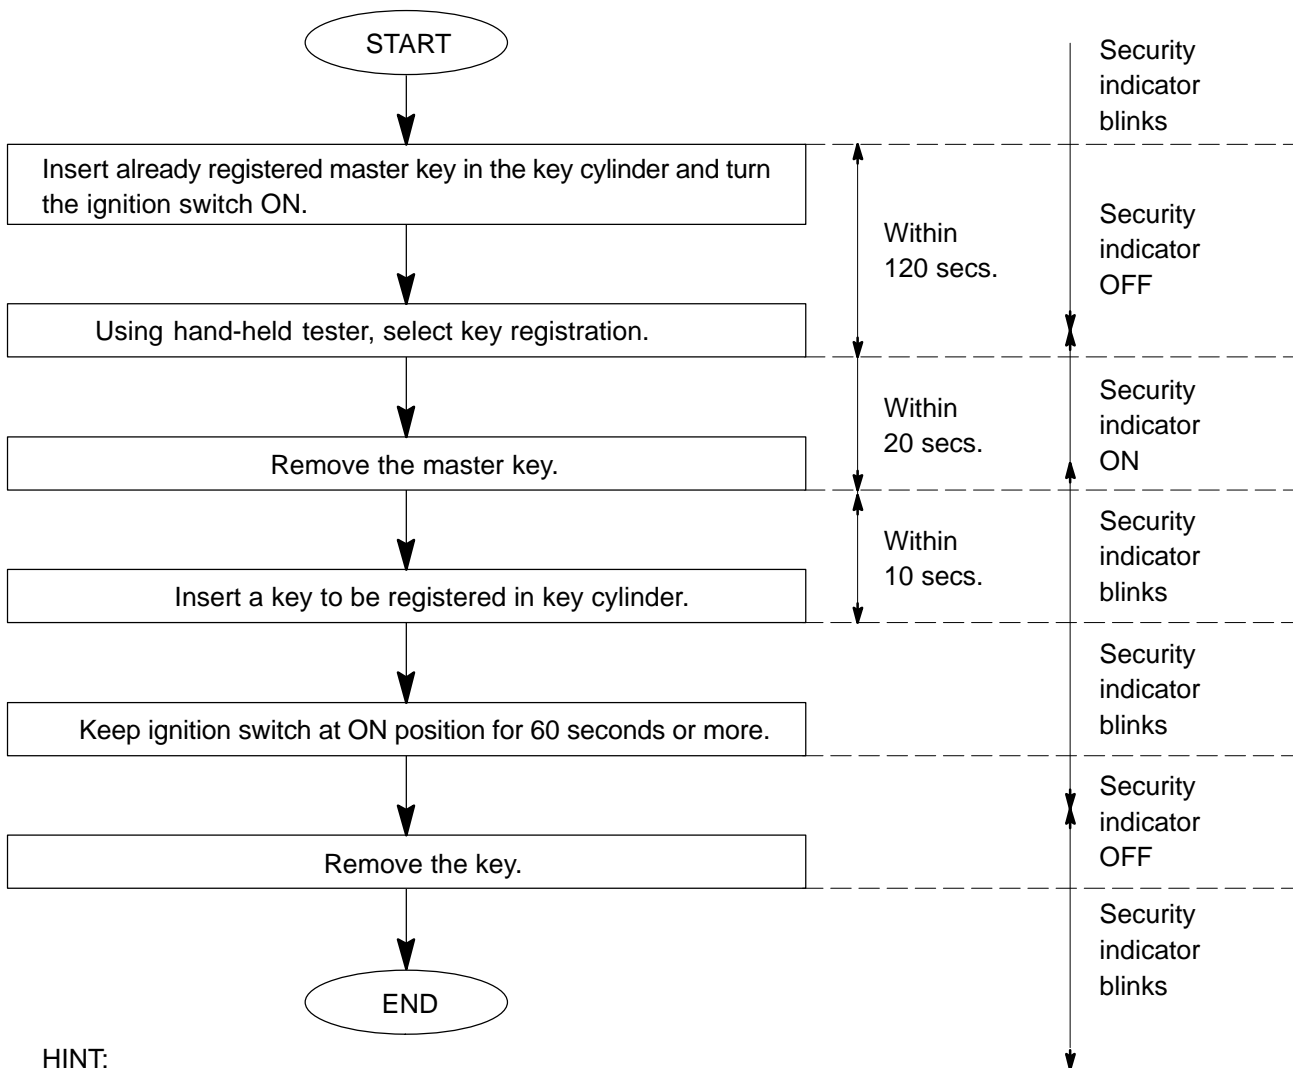 START
Security
indicator
blinks
Insert already registered master key in the key cylinder and turn
the ignition switch ON.
Within
120 secs.
Security
indicator
OFF
Using hand-held tester, select key registration.
Within
20 secs.
Security
indicator
ON
Remove the master key.
Within
10 secs.
Security
indicator
blinks
Insert a key to be registered in key cylinder.
Security
indicator
blinks
Keep ignition switch at ON position for 60 seconds or more.
Security
indicator
OFF
Remove the key.
Security
indicator
blinks
END
HINT: